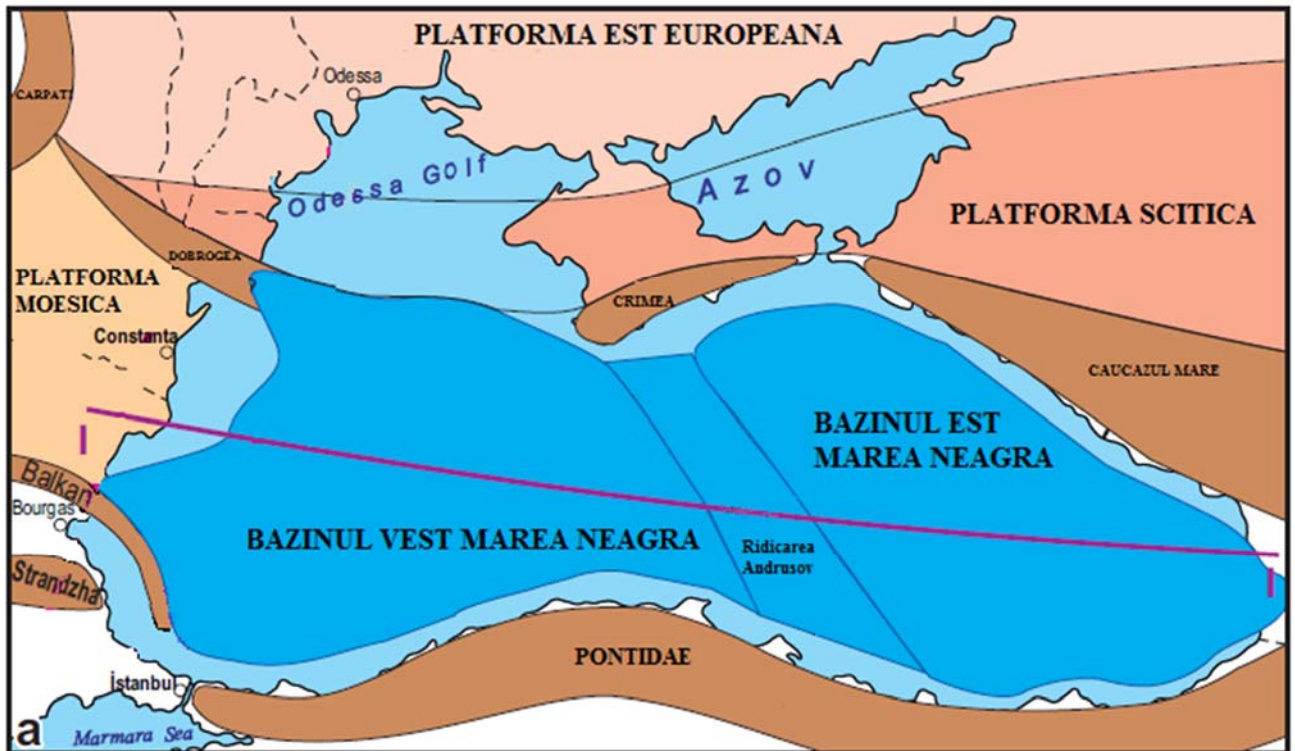 PLATFORMA EST EUROPEANA
Odessa
CARPATI
Odessa Golf
Azov
PLATFORMA SCITICA
DOBROGEA
PLATFORMA
MOESICA
CRIMEA
Constanta
CAUCAZUL MARE
BAZINUL EST
MAREA NEAGRA
I
Balkan
Bourgas
BAZINUL VEST MAREA NEAGRA
Ridicarea
Andrusov
Strandzha
I
PONTIDAE
İstanbul
a
Marmara Sea